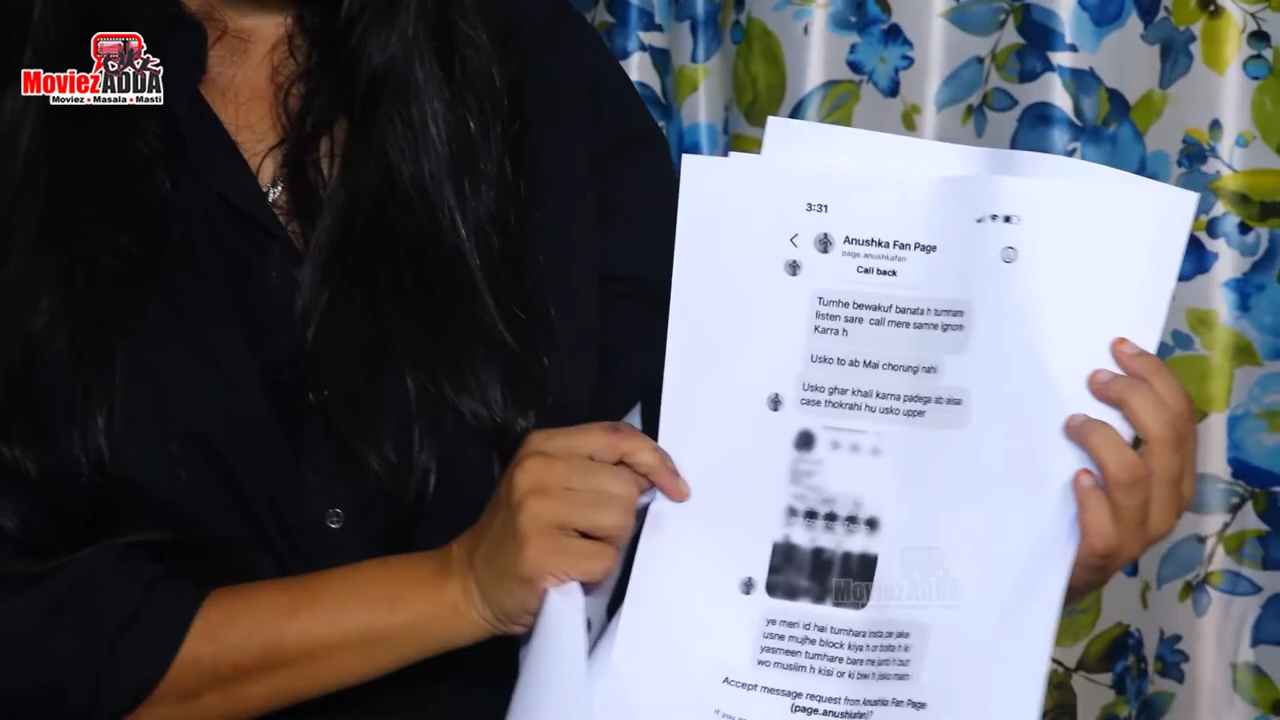 MoviezADDA
Moviez • Masala • Masti
3:31
Anushka Fan Page
page.anushkafan
Call back
Tumhe bewakuf banata h tumhare
listen sare call mere samne ignore
Karra h
Usko to ab Mai chorungi nahi
Usko ghar khali karna padega ab aisa
case thokrahi hu usko upper
MoviezADDA
ye meri id hai tumhara insta pe jake
usne mujhe block kiya h or bolta h ki
yasmeen tumhare bare me janti h but
wo muslim h kisi or ki biwi h jisko mam
Accept message request from Anushka Fan Page
(page.anushkafan)?
If you